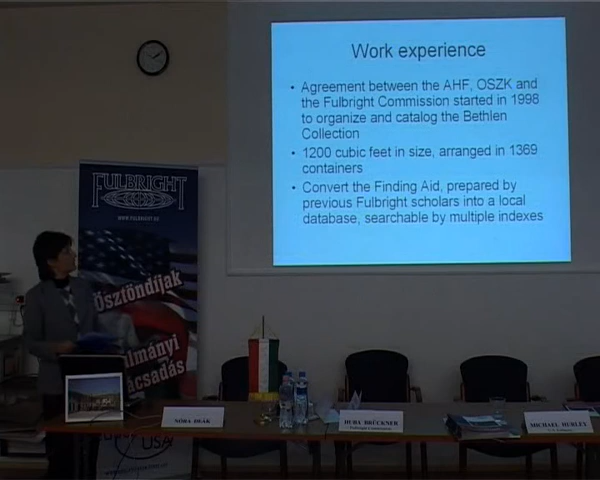 Work experience
• Agreement between the AHF, OSZK and
the Fulbright Commission started in 1998
to organize and catalog the Bethlen
Collection
• 1200 cubic feet in size, arranged in 1369
containers
• Convert the Finding Aid, prepared by
previous Fulbright scholars into a local
database, searchable by multiple indexes
FULBRIGHT
WWW.FULBRIGHT.HU
Ösztöndíjak
USA
NÓRA DEÁK
HUBA BRÜCKNER
MICHAEL HURLEY